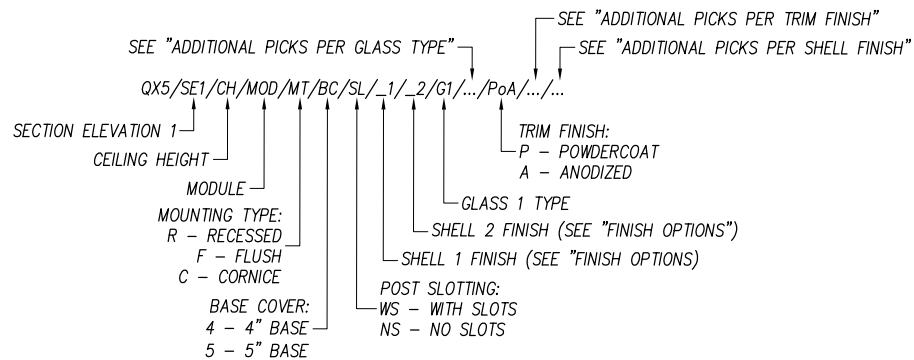 SEE "ADDITIONAL PICKS PER TRIM FINISH"
SEE "ADDITIONAL PICKS PER GLASS TYPE"
SEE "ADDITIONAL PICKS PER SHELL FINISH"
QX5/SE1/CH/MOD/MT/BC/SL/_1/_2/G1/.../PoA/.../...
SECTION ELEVATION 1
CEILING HEIGHT
MODULE
MOUNTING TYPE:
R - RECESSED
F - FLUSH
C - CORNICE
BASE COVER:
4 - 4" BASE
5 - 5" BASE
POST SLOTTING:
WS - WITH SLOTS
NS - NO SLOTS
SHELL 1 FINISH (SEE "FINISH OPTIONS)
SHELL 2 FINISH (SEE "FINISH OPTIONS")
GLASS 1 TYPE
TRIM FINISH:
P - POWDERCOAT
A - ANODIZED